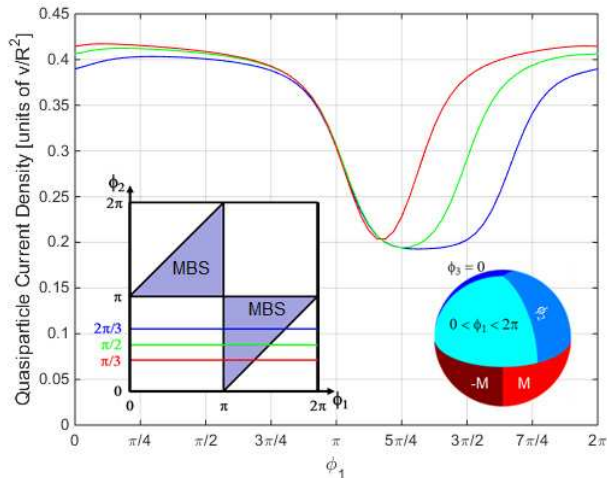 0.45
0.4
0.35
0.3
0.25
0.2
0.15
0.1
0.05
0
Quasiparticle Current Density [units of v/R²]
0 π/4 π/2 3π/4 π 5π/4 3π/2 7π/4 2π
ϕ₁
ϕ₂
2π
MBS
π
MBS
2π/3
π/2
π/3
0
0 π 2π ϕ₁
ϕ₃ = 0
ϕ₂
0 < ϕ₁ < 2π
-M M